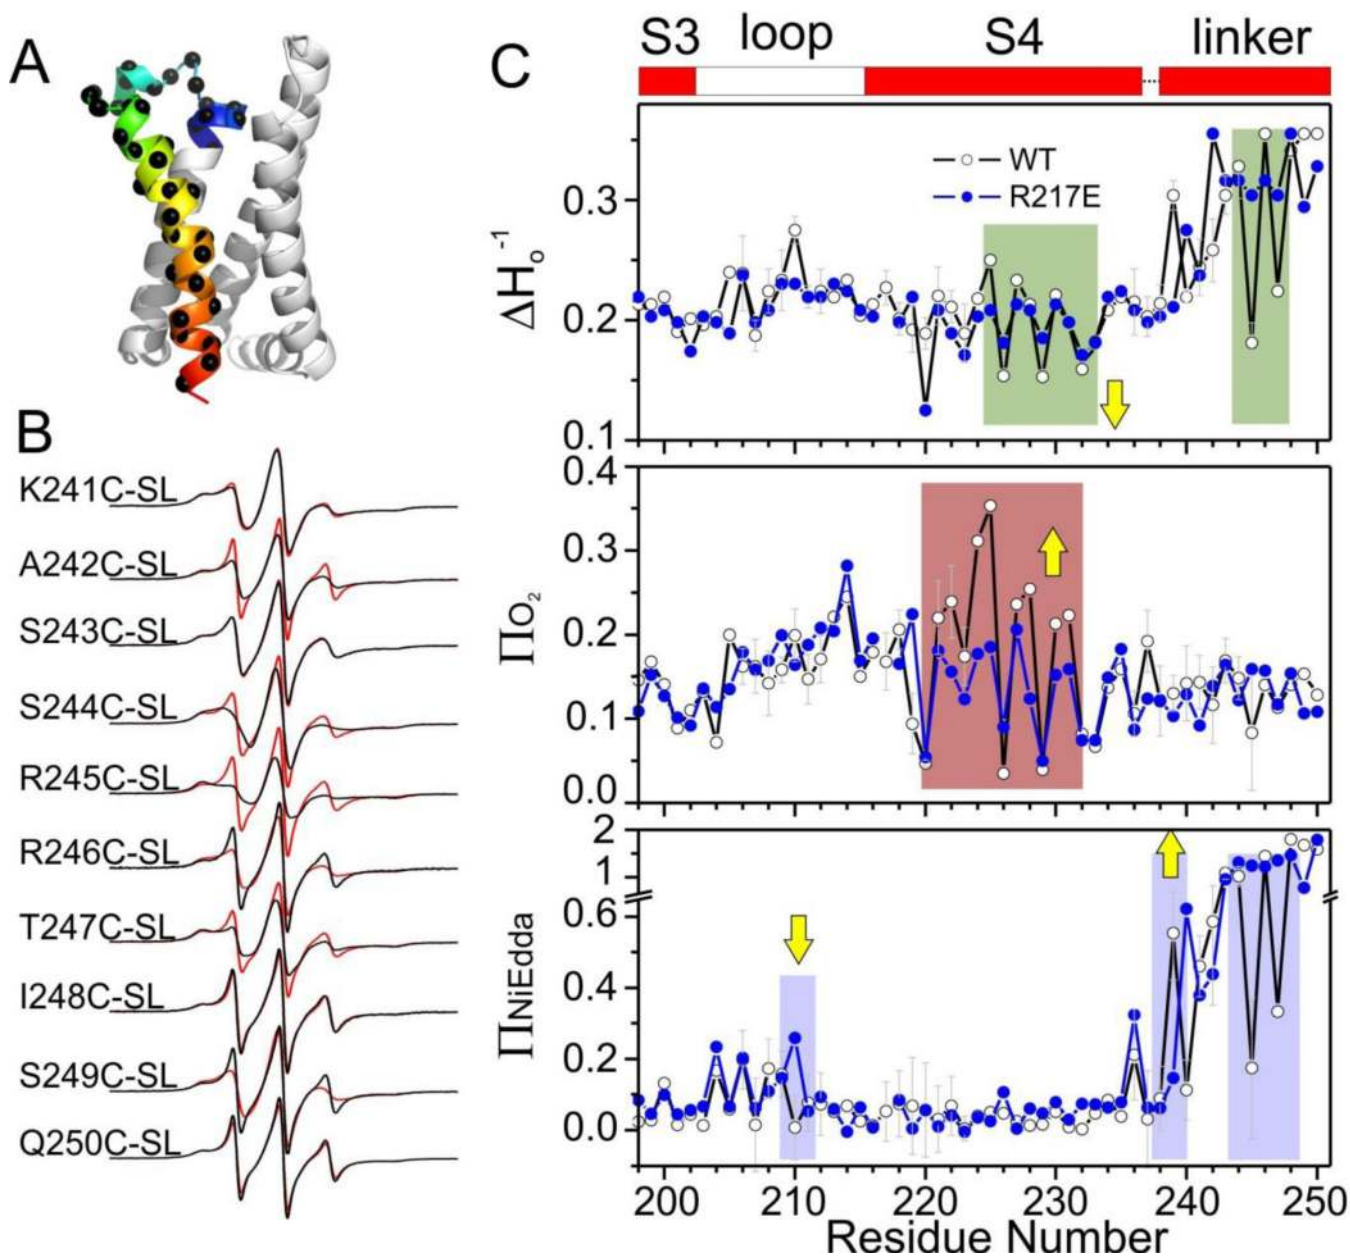 A
B
K241C-SL
A242C-SL
S243C-SL
S244C-SL
R245C-SL
R246C-SL
T247C-SL
I248C-SL
S249C-SL
Q250C-SL
C
S3 loop S4 linker
WT
R217E
ΔHo-1
0.3
0.2
0.1
ΠO2
0.4
0.3
0.2
0.1
0.0
ΠNiEdda
2
1
0.6
0.4
0.2
0.0
200 210 220 230 240 250
Residue Number